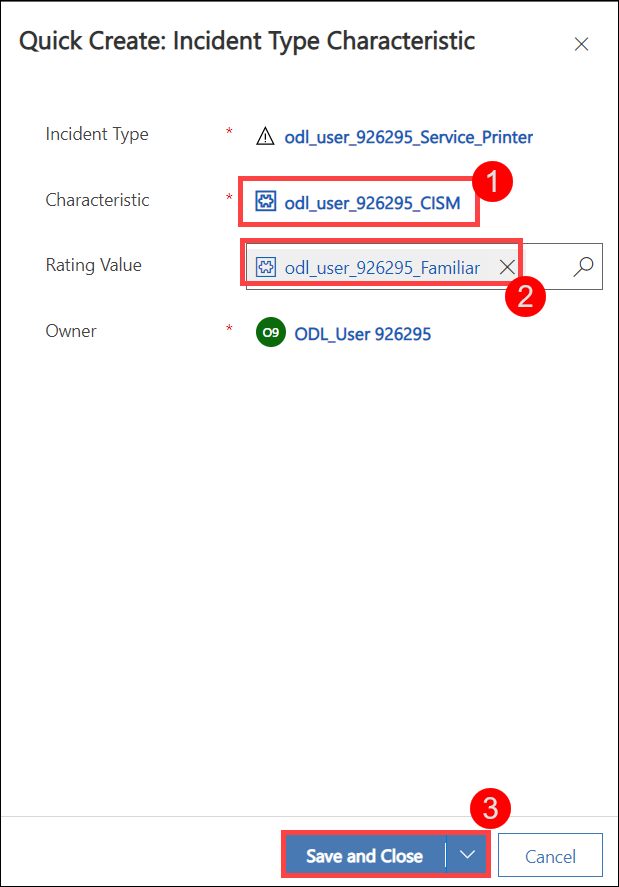 Quick Create: Incident Type Characteristic
Incident Type * odl_user_926295_Service_Printer
1
Characteristic * odl_user_926295_CISM
Rating Value odl_user_926295_Familiar
2
Owner * O9 ODL_User 926295
3
Save and Close Cancel